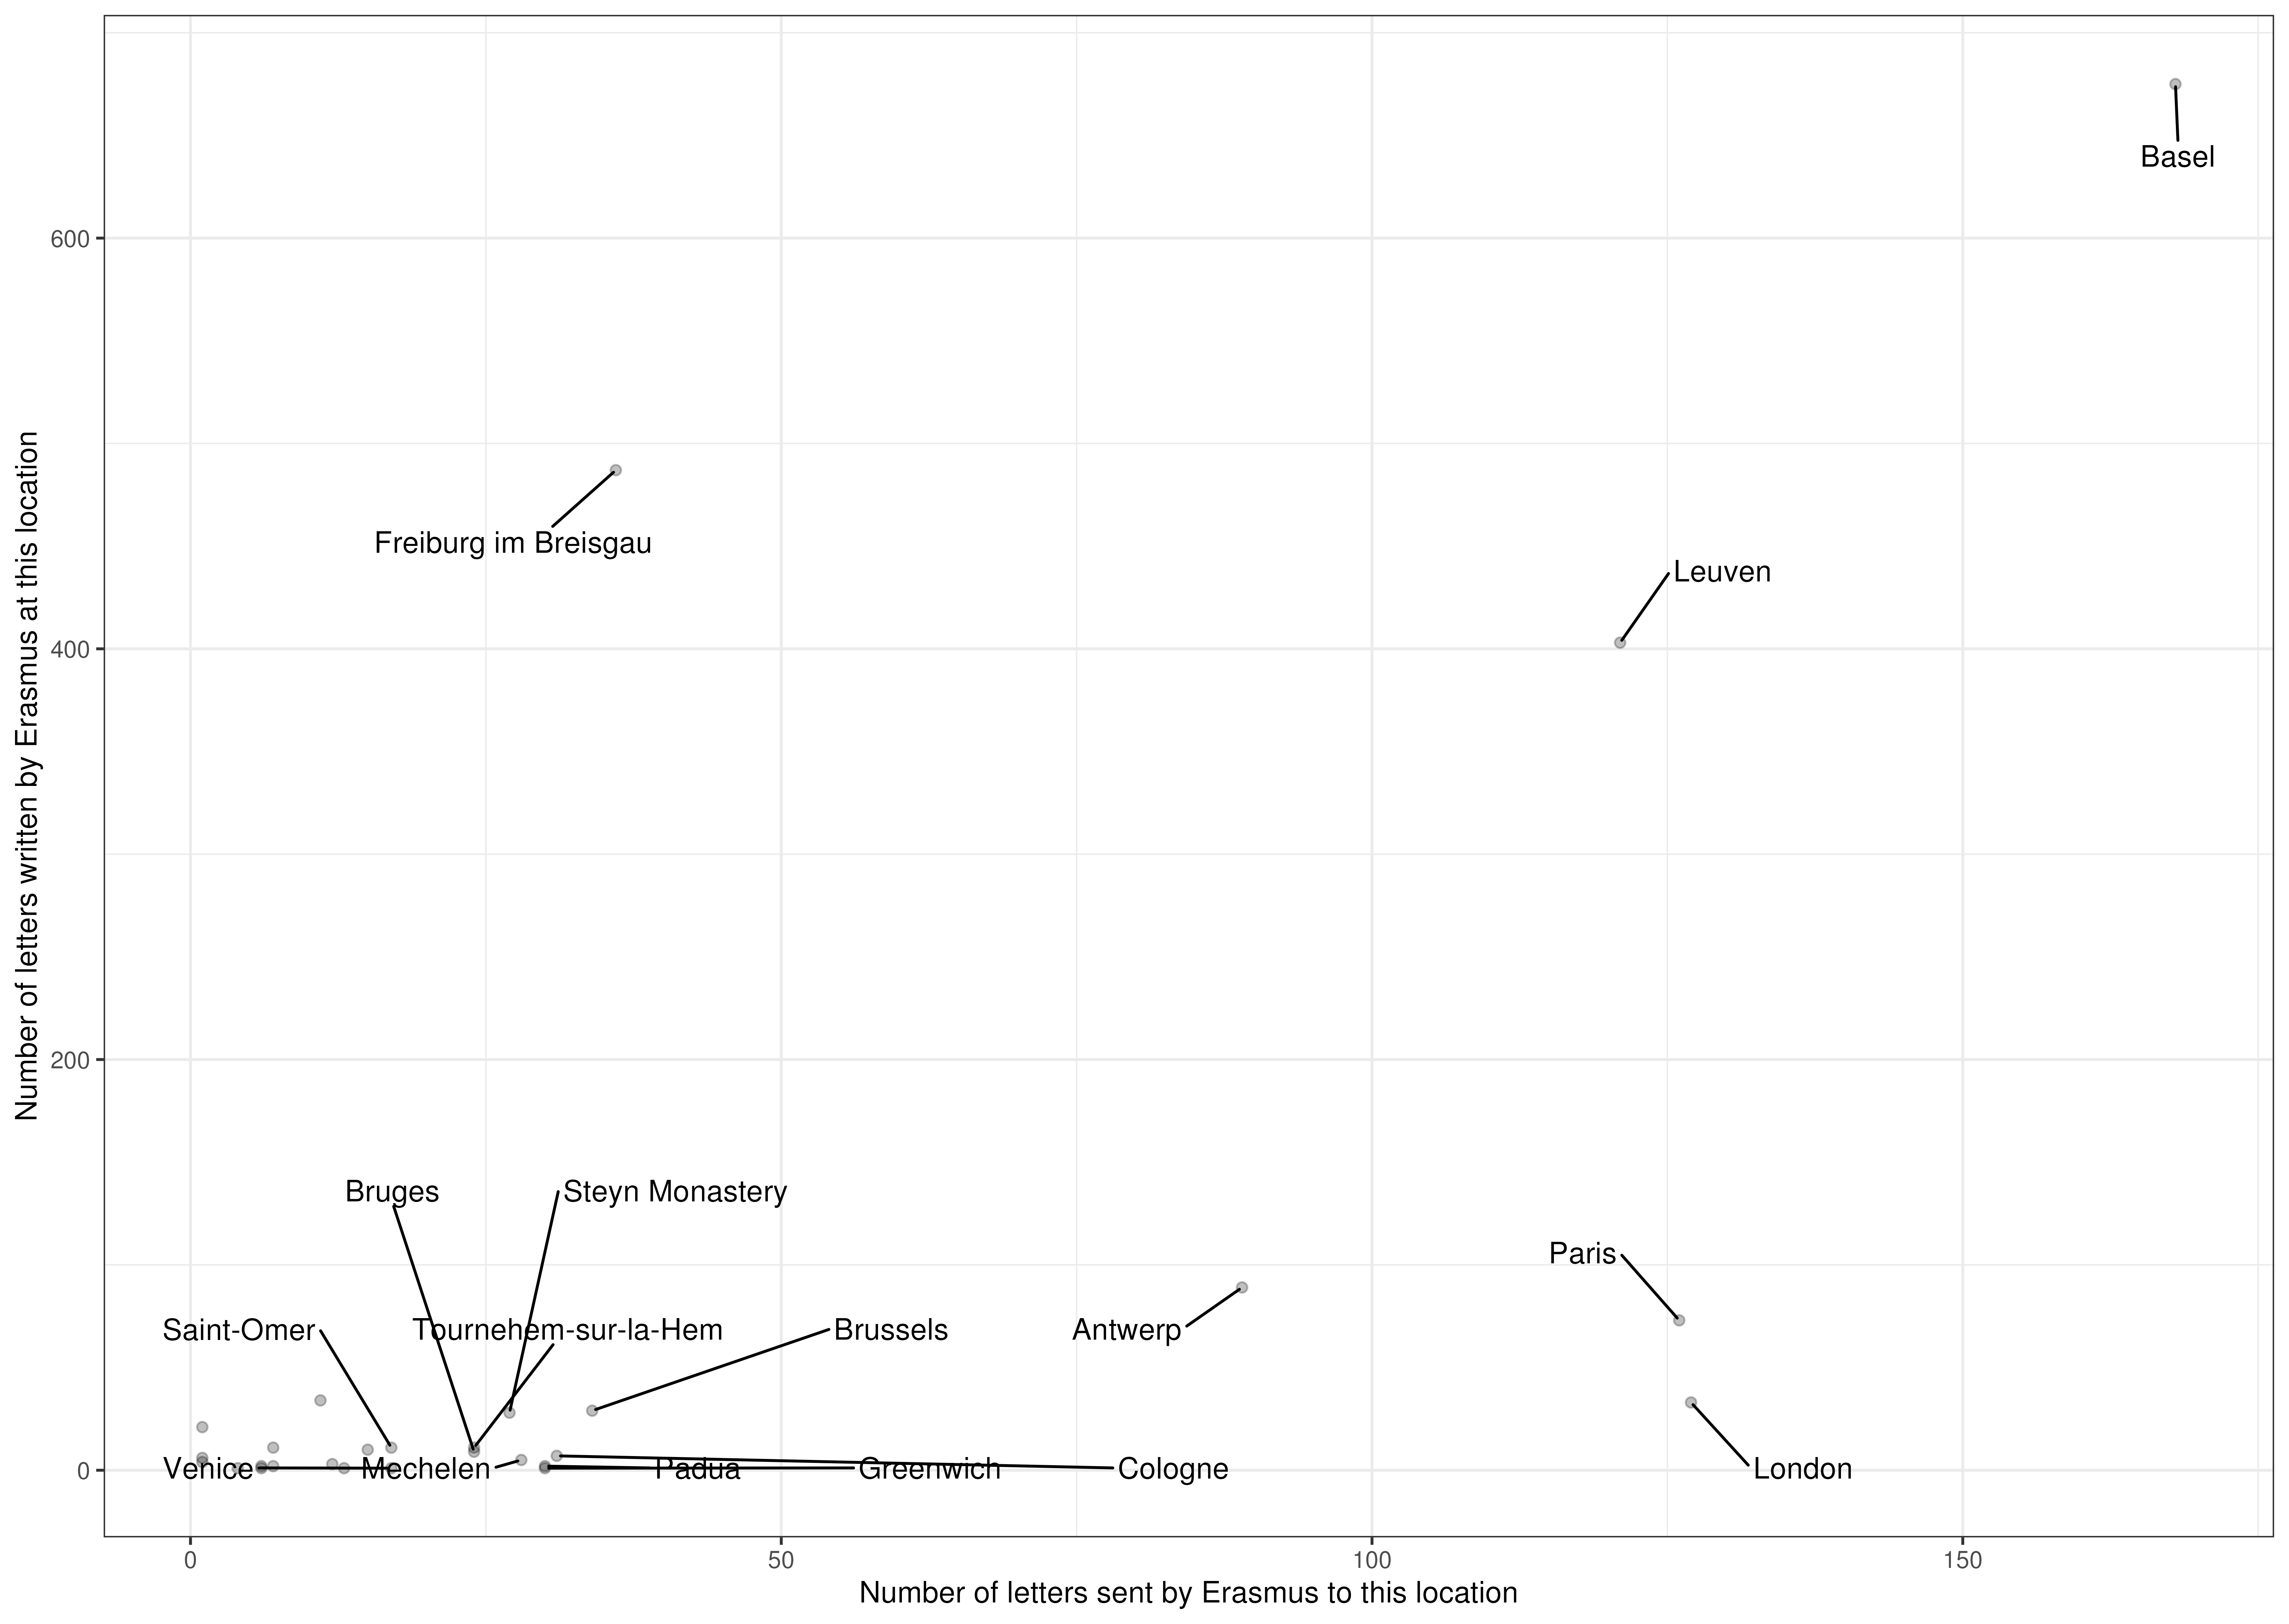 Basel
600
Freiburg im Breisgau
Leuven
400
Number of letters written by Erasmus at this location
200
Bruges
Steyn Monastery
Paris
Saint-Omer
Tournehem-sur-la-Hem
Brussels
Antwerp
0
Venice
Mechelen
Padua
Greenwich
Cologne
London
0
50
100
150
Number of letters sent by Erasmus to this location